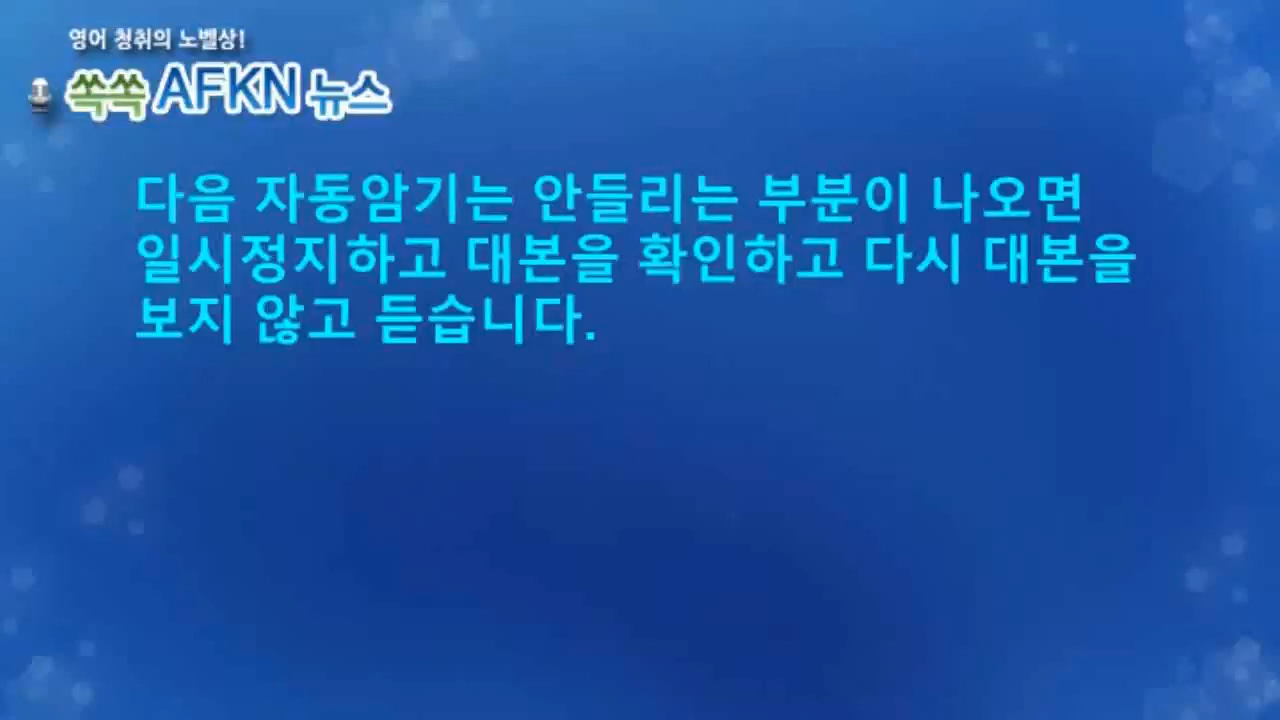 영어 청취의 노벨상!
쏙쏙 AFKN 뉴스
다음 자동암기는 안들리는 부분이 나오면
일시정지하고 대본을 확인하고 다시 대본을
보지 않고 듣습니다.